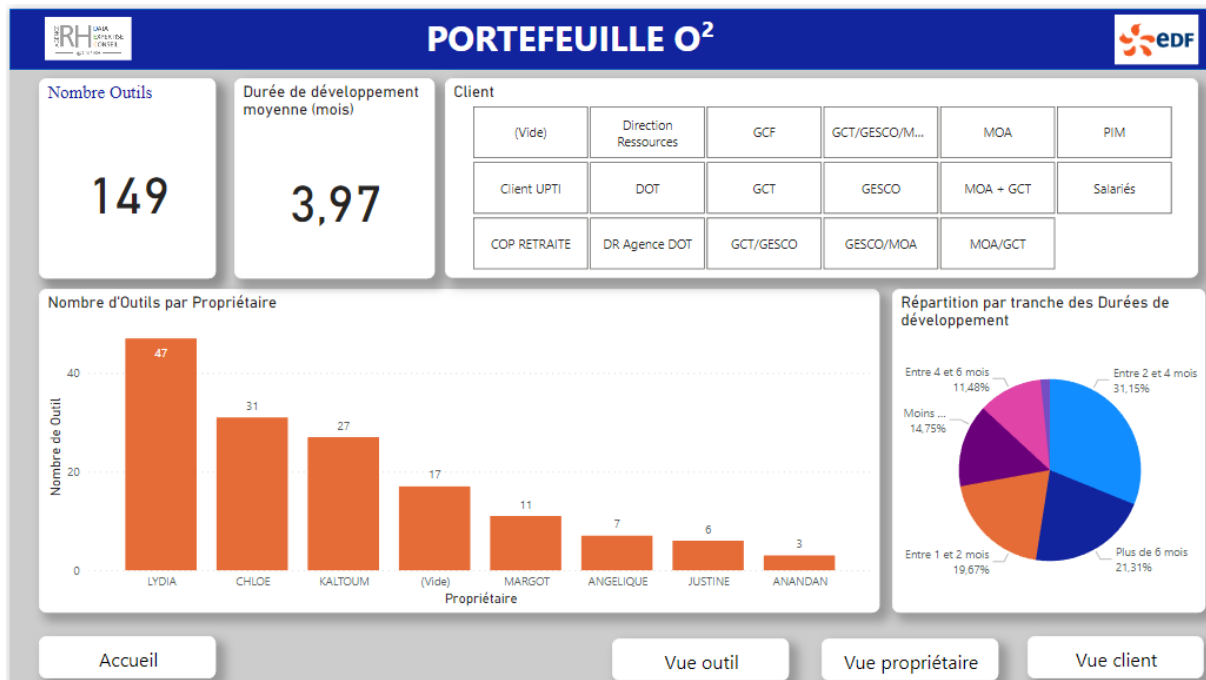 AGENCE
RH
DATA
EXPERTISE
CONSEIL
PORTEFEUILLE O²
eDF
Nombre Outils
149
Durée de développement
moyenne (mois)
3,97
Client
(Vide)
Direction
Ressources
GCF
GCT/GESCO/M...
MOA
PIM
Client UPTI
DOT
GCT
GESCO
MOA + GCT
Salariés
COP RETRAITE
DR Agence DOT
GCT/GESCO
GESCO/MOA
MOA/GCT
Nombre d'Outils par Propriétaire
Nombre de Outil
40
20
0
47
31
27
17
11
7
6
3
LYDIA
CHLOE
KALTOUM
(Vide)
MARGOT
ANGELIQUE
JUSTINE
ANANDAN
Propriétaire
Répartition par tranche des Durées de
développement
Entre 4 et 6 mois
11,48%
Entre 2 et 4 mois
31,15%
Moins ...
14,75%
Entre 1 et 2 mois
19,67%
Plus de 6 mois
21,31%
Accueil
Vue outil
Vue propriétaire
Vue client